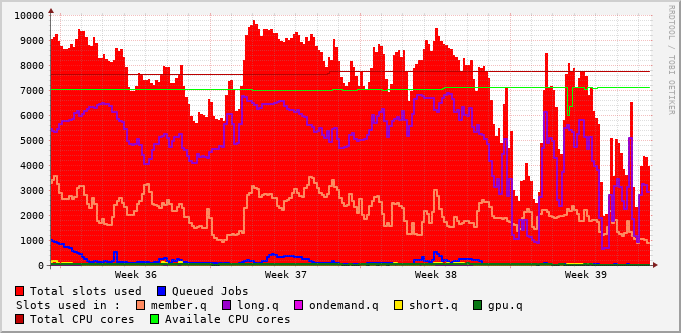 10000
9000
8000
7000
6000
5000
4000
3000
2000
1000
0
Week 36 Week 37 Week 38 Week 39
RRDTOOL / TOBI OETIKER
Total slots used Queued Jobs
Slots used in : member.q long.q ondemand.q short.q gpu.q
Total CPU cores Availale CPU cores